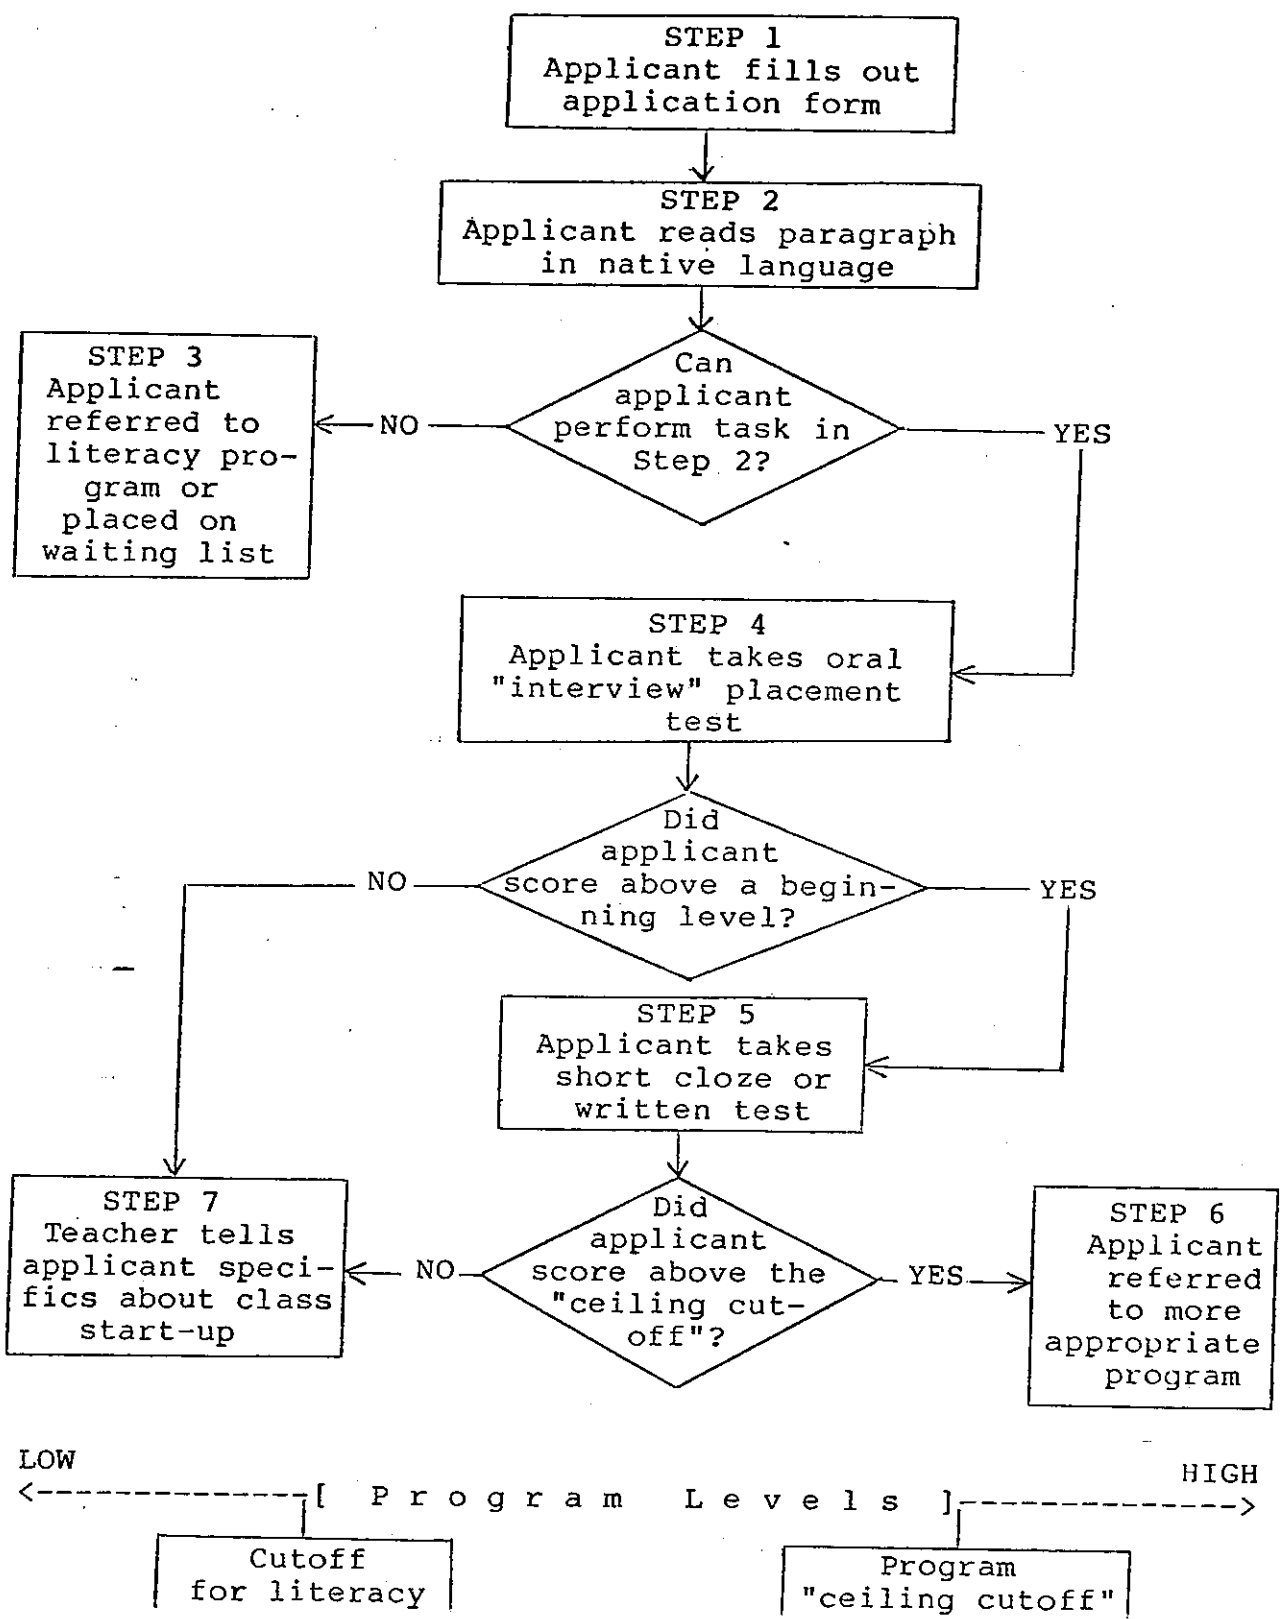 STEP 1
Applicant fills out
application form
STEP 2
Applicant reads paragraph
in native language
Can
applicant
perform task in
Step 2?
NO
YES
STEP 3
Applicant
referred to
literacy pro-
gram or
placed on
waiting list
STEP 4
Applicant takes oral
"interview" placement
test
Did
applicant
score above a begin-
ning level?
NO
YES
STEP 5
Applicant takes
short cloze or
written test
Did
applicant
score above the
"ceiling cut-
off"?
NO
YES
STEP 7
Teacher tells
applicant speci-
fics about class
start-up
STEP 6
Applicant
referred
to more
appropriate
program
LOW
HIGH
<--------------[ P r o g r a m   L e v e l s ]-------------->
Cutoff
for literacy
Program
"ceiling cutoff"